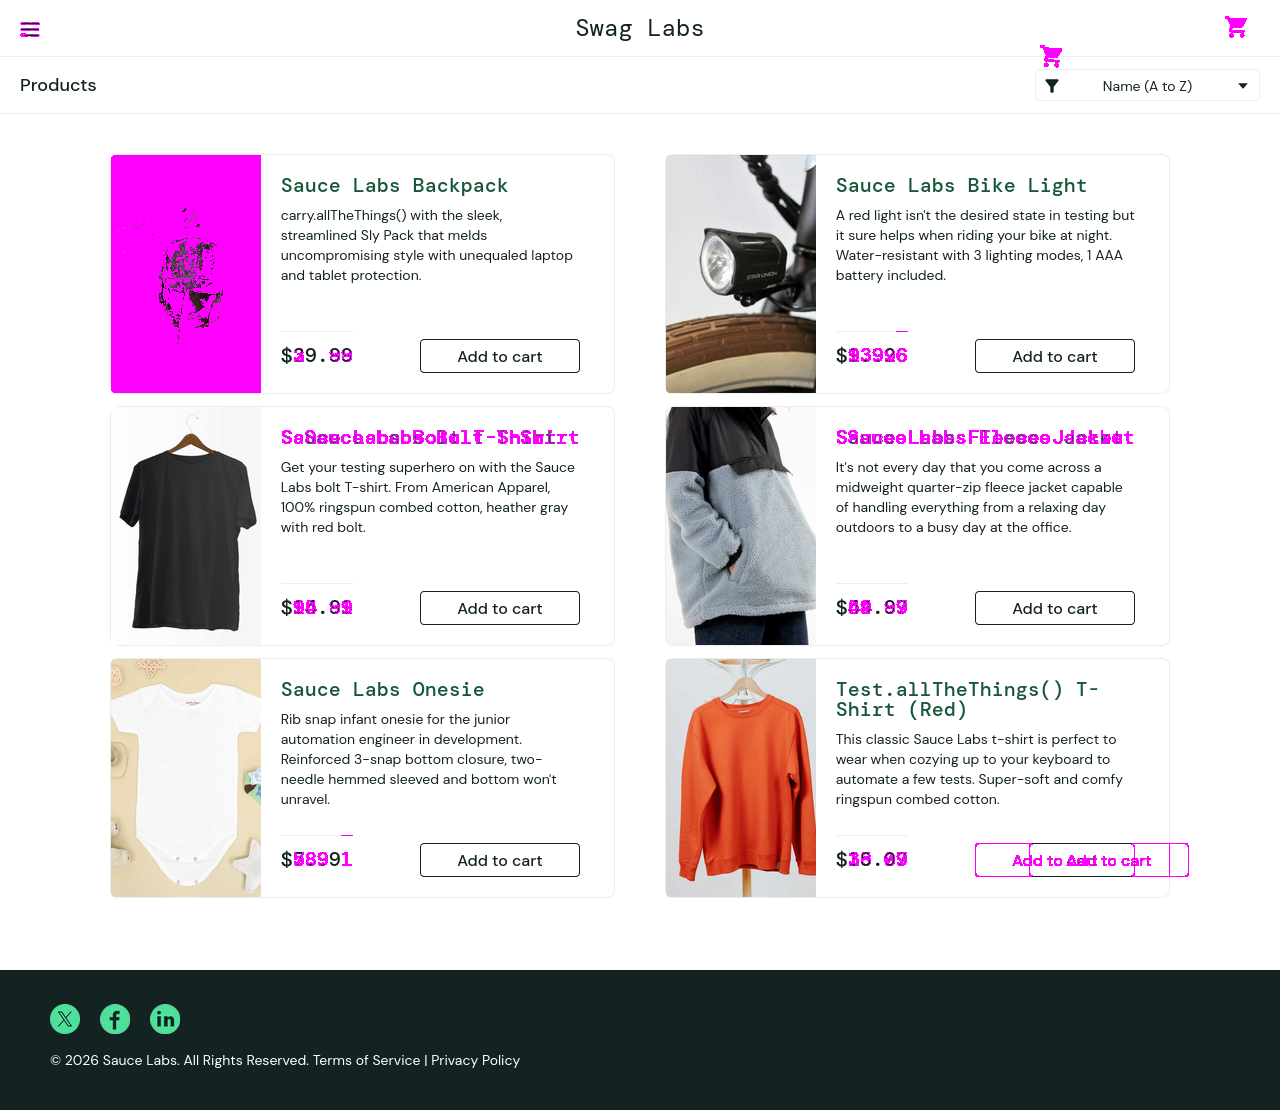 Swag Labs
Products
Name (A to Z)
Sauce Labs Backpack
carry.allTheThings() with the sleek,
streamlined Sly Pack that melds
uncompromising style with unequaled laptop
and tablet protection.
Add to cart
Sauce Labs Bike Light
A red light isn't the desired state in testing but
it sure helps when riding your bike at night.
Water-resistant with 3 lighting modes, 1 AAA
battery included.
Add to cart
Get your testing superhero on with the Sauce
Labs bolt T-shirt. From American Apparel,
100% ringspun combed cotton, heather gray
with red bolt.
Add to cart
It's not every day that you come across a
midweight quarter-zip fleece jacket capable
of handling everything from a relaxing day
outdoors to a busy day at the office.
Add to cart
Sauce Labs Onesie
Rib snap infant onesie for the junior
automation engineer in development.
Reinforced 3-snap bottom closure, two-
needle hemmed sleeved and bottom won't
unravel.
Add to cart
Test.allTheThings() T-
Shirt (Red)
This classic Sauce Labs t-shirt is perfect to
wear when cozying up to your keyboard to
automate a few tests. Super-soft and comfy
ringspun combed cotton.
Add to cart
© 2026 Sauce Labs. All Rights Reserved. Terms of Service | Privacy Policy